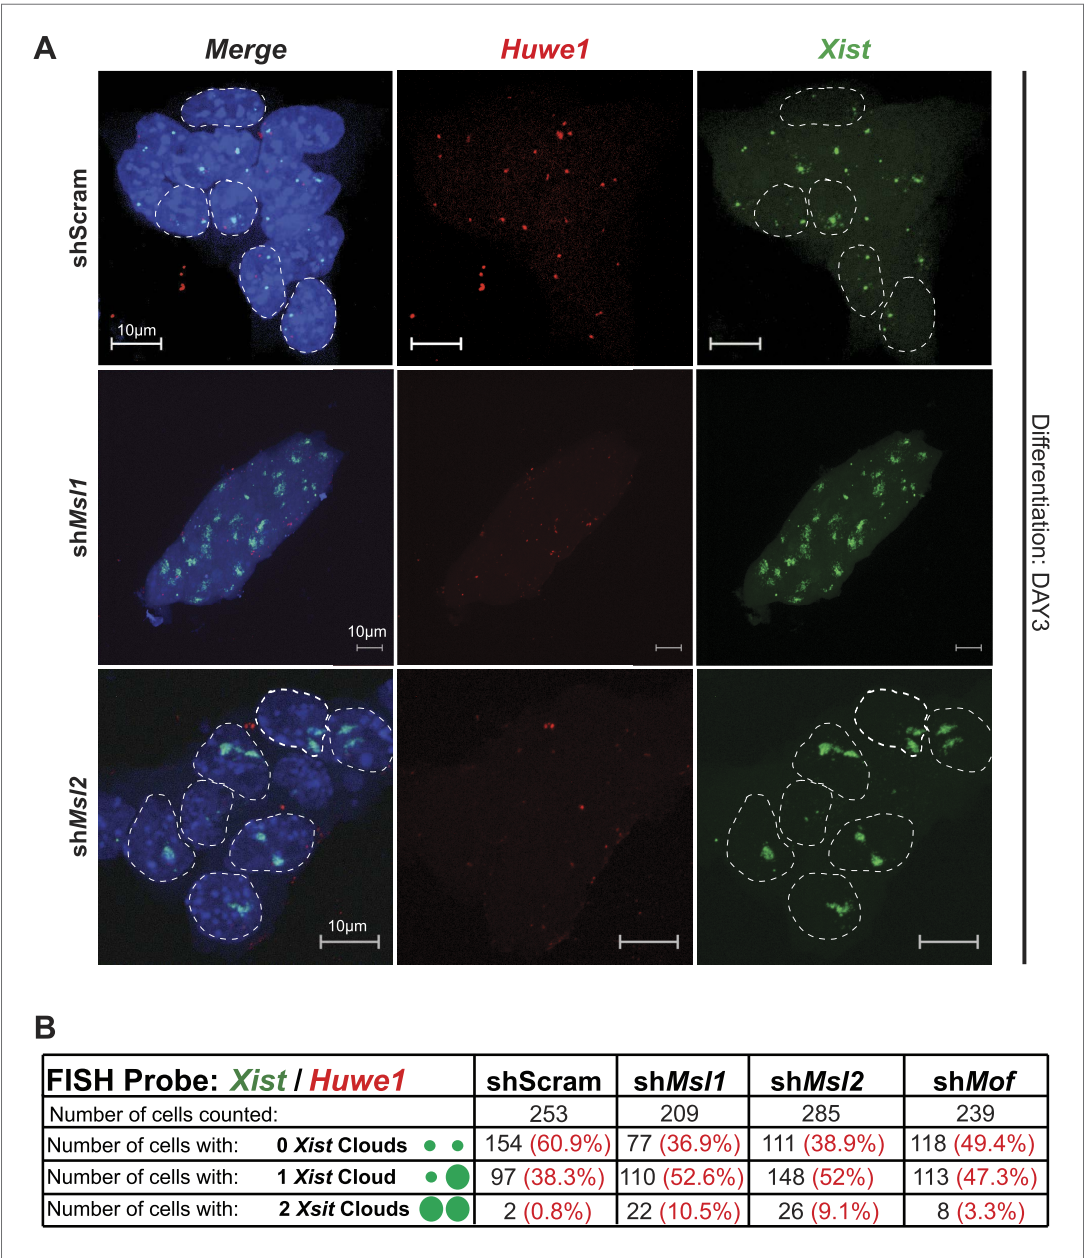 A
Merge Huwe1 Xist
shScram
10µm
shMsl1
10µm
shMsl2
10µm
Differentiation: DAY3
B
FISH Probe: Xist / Huwe1 shScram shMsl1 shMsl2 shMof
Number of cells counted: 253 209 285 239
Number of cells with: 0 Xist Clouds 154 (60.9%) 77 (36.9%) 111 (38.9%) 118 (49.4%)
Number of cells with: 1 Xist Cloud 97 (38.3%) 110 (52.6%) 148 (52%) 113 (47.3%)
Number of cells with: 2 Xsit Clouds 2 (0.8%) 22 (10.5%) 26 (9.1%) 8 (3.3%)